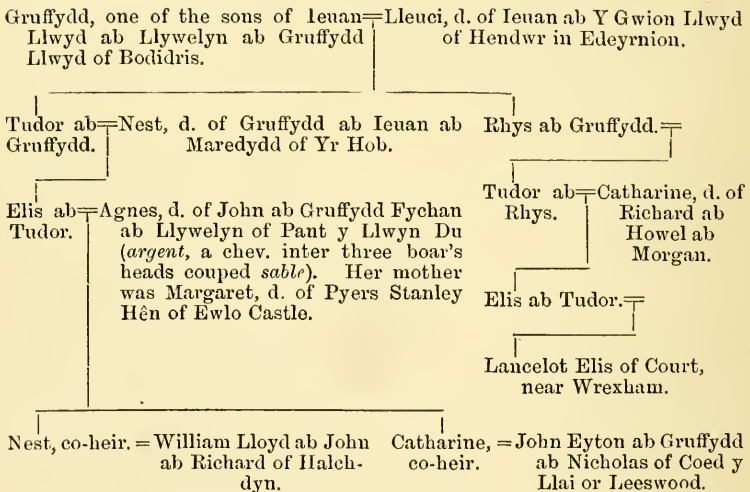 Gruffydd, one of the sons of Ieuan=Lleuci, d. of Ieuan ab Y Gwion Llwyd
Llwyd ab Llywelyn ab Gruffydd of Hendwr in Edeyrnion.
Llwyd of Bodidris.
Tudor ab=Nest, d. of Gruffydd ab Ieuan ab
Gruffydd. Maredydd of Yr Hob.
Rhys ab Gruffydd.=
Elis ab=Agnes, d. of John ab Gruffydd Fychan
Tudor. ab Llywelyn of Pant y Llwyn Du
(argent, a chev. inter three boar's
heads couped sable). Her mother
was Margaret, d. of Pyers Stanley
Hên of Ewlo Castle.
Tudor ab=Catharine, d. of
Rhys. Richard ab
Howel ab
Morgan.
Elis ab Tudor.=
Lancelot Elis of Court,
near Wrexham.
Nest, co-heir.=William Lloyd ab John
ab Richard of Halch-
dyn.
Catharine,=John Eyton ab Gruffydd
co-heir. ab Nicholas of Coed y
Llai or Leeswood.